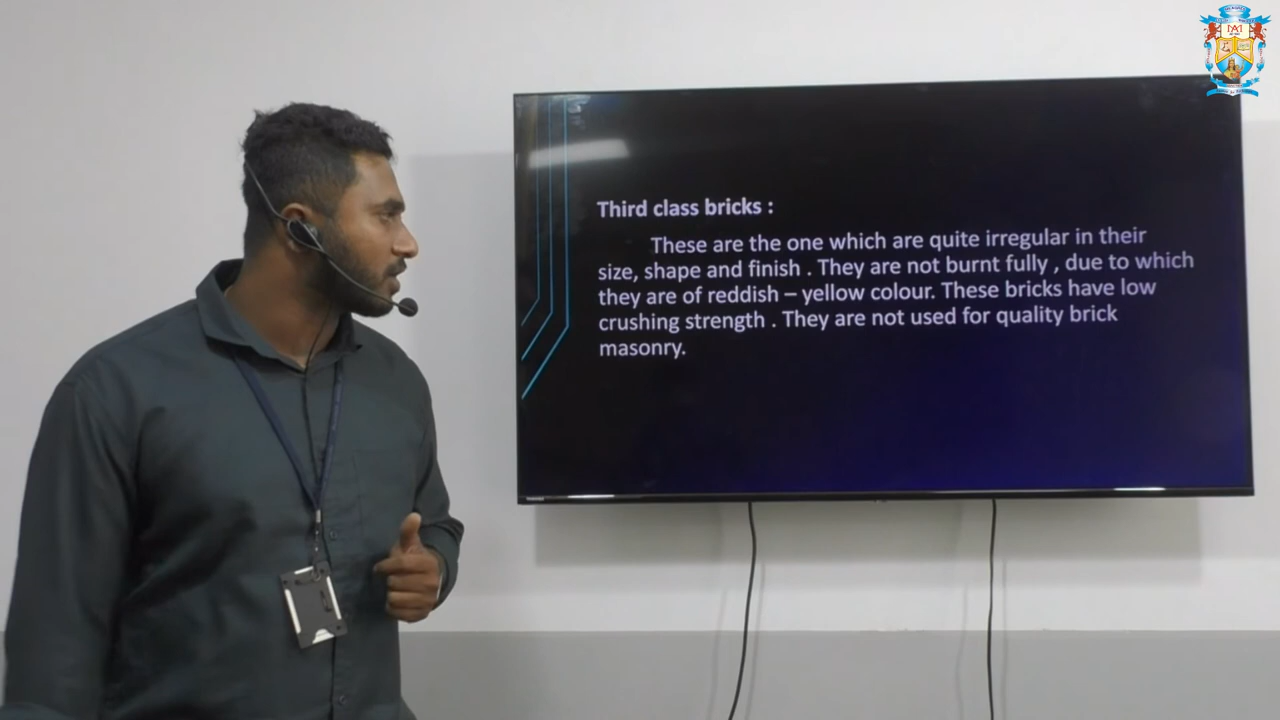 Third class bricks :
These are the one which are quite irregular in their
size, shape and finish . They are not burnt fully , due to which
they are of reddish – yellow colour. These bricks have low
crushing strength . They are not used for quality brick
masonry.